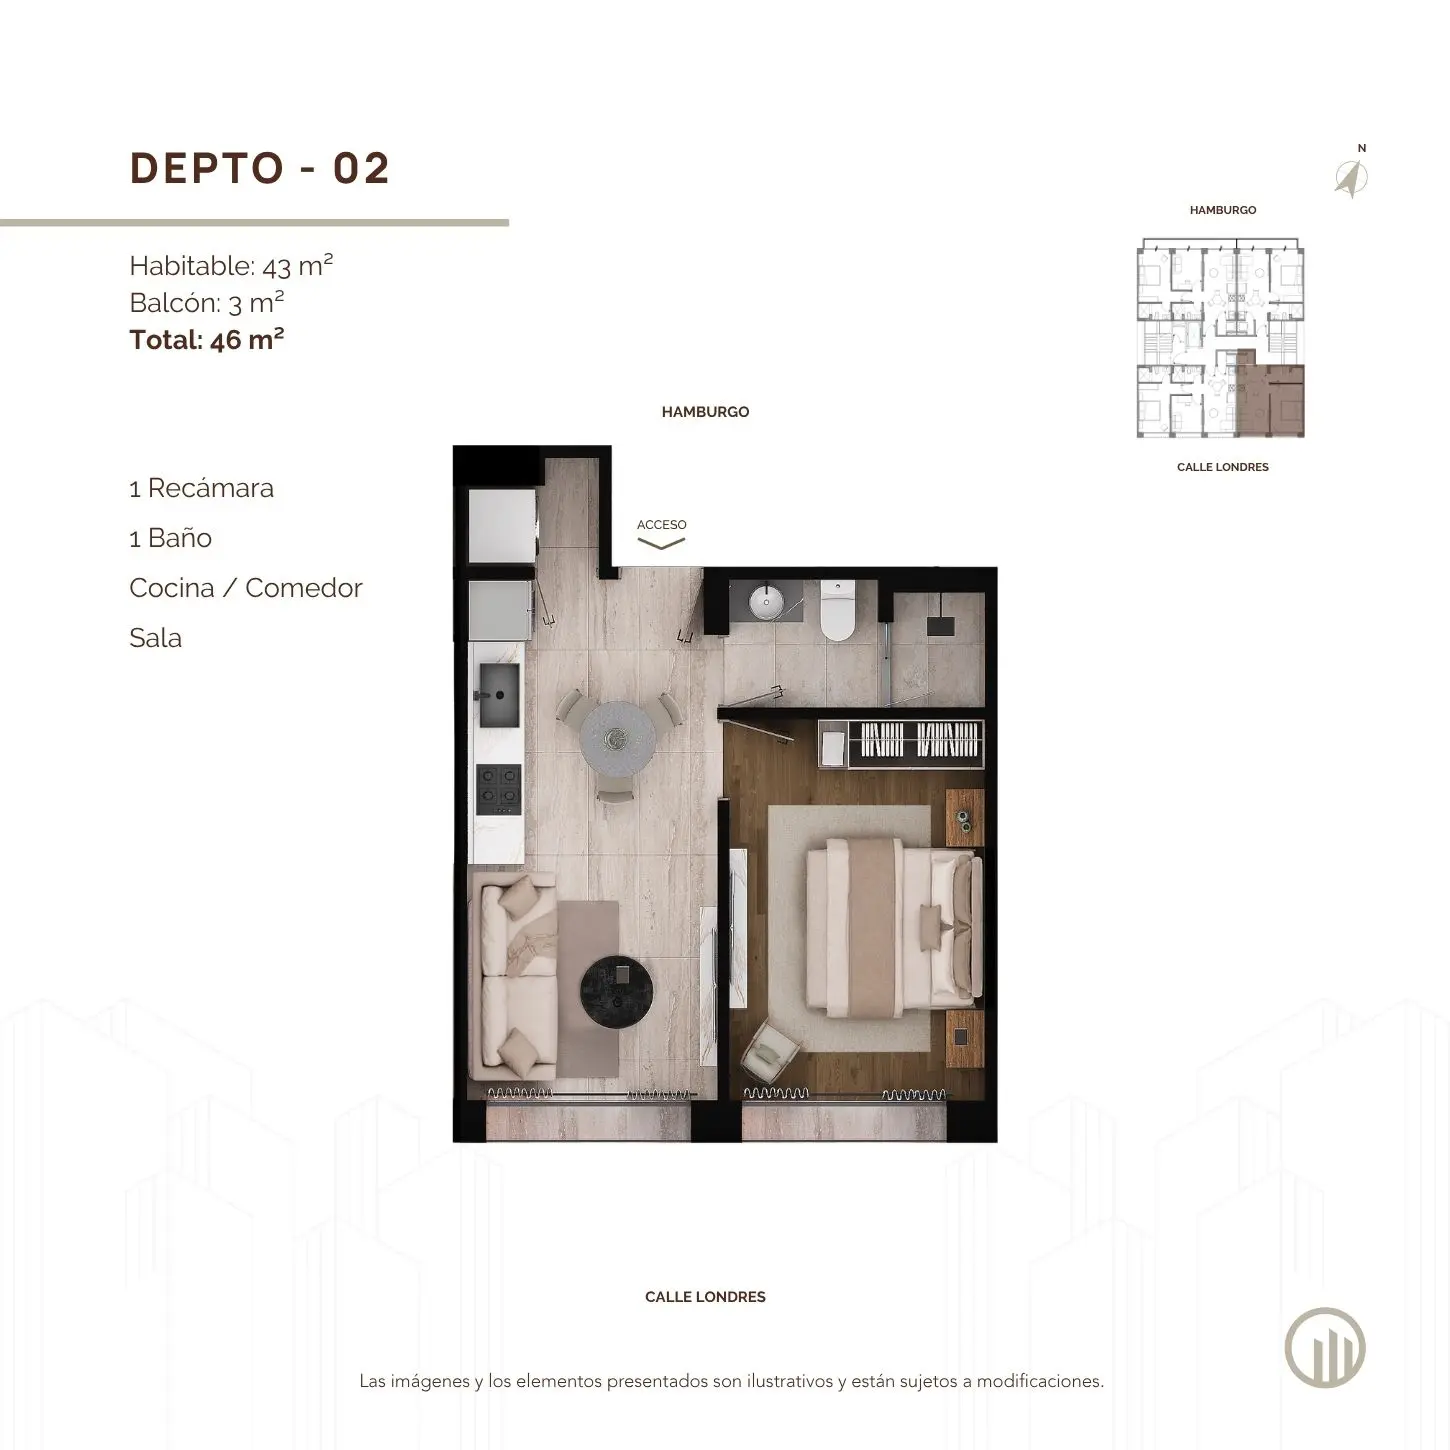 DEPTO - 02
Habitable: 43 m²
Balcón: 3 m²
Total: 46 m²
1 Recámara
1 Baño
Cocina / Comedor
Sala
N
HAMBURGO
CALLE LONDRES
HAMBURGO
ACCESO
CALLE LONDRES
Las imágenes y los elementos presentados son ilustrativos y están sujetos a modificaciones.